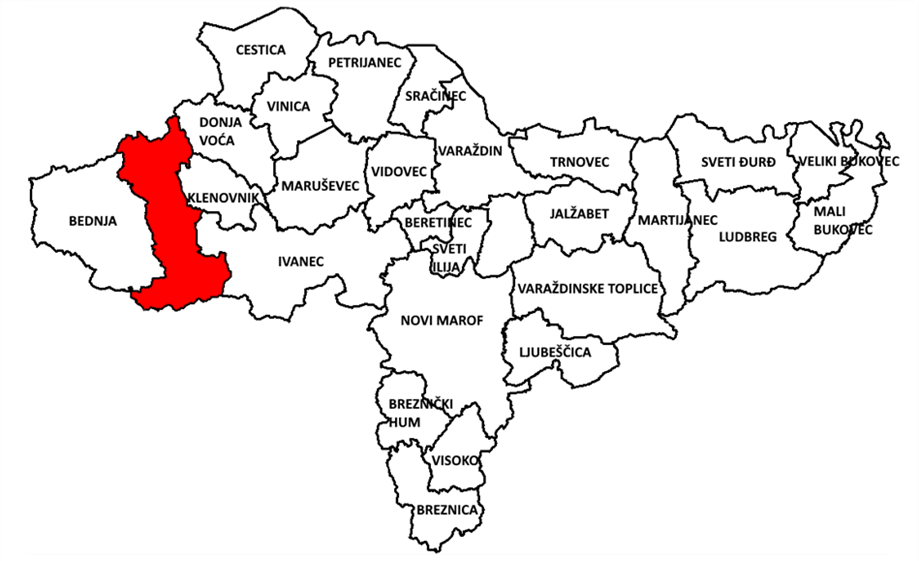 CESTICA
PETRIJANEC
SRAČINEC
VINICA
DONJA
VOĆA
VARAŽDIN
TRNOVEC
SVETI ĐURĐ
VELIKI BUKOVEC
VIDOVEC
MARUŠEVEC
KLENOVNIK
BEDNJA
BERETINEC
JALŽABET
MARTIJANEC
LUDBREG
MALI
BUKOVEC
IVANEC
SVETI
ILIJA
VARAŽDINSKE TOPLICE
NOVI MAROF
LJUBEŠČICA
BREZNIČKI
HUM
VISOKO
BREZNICA